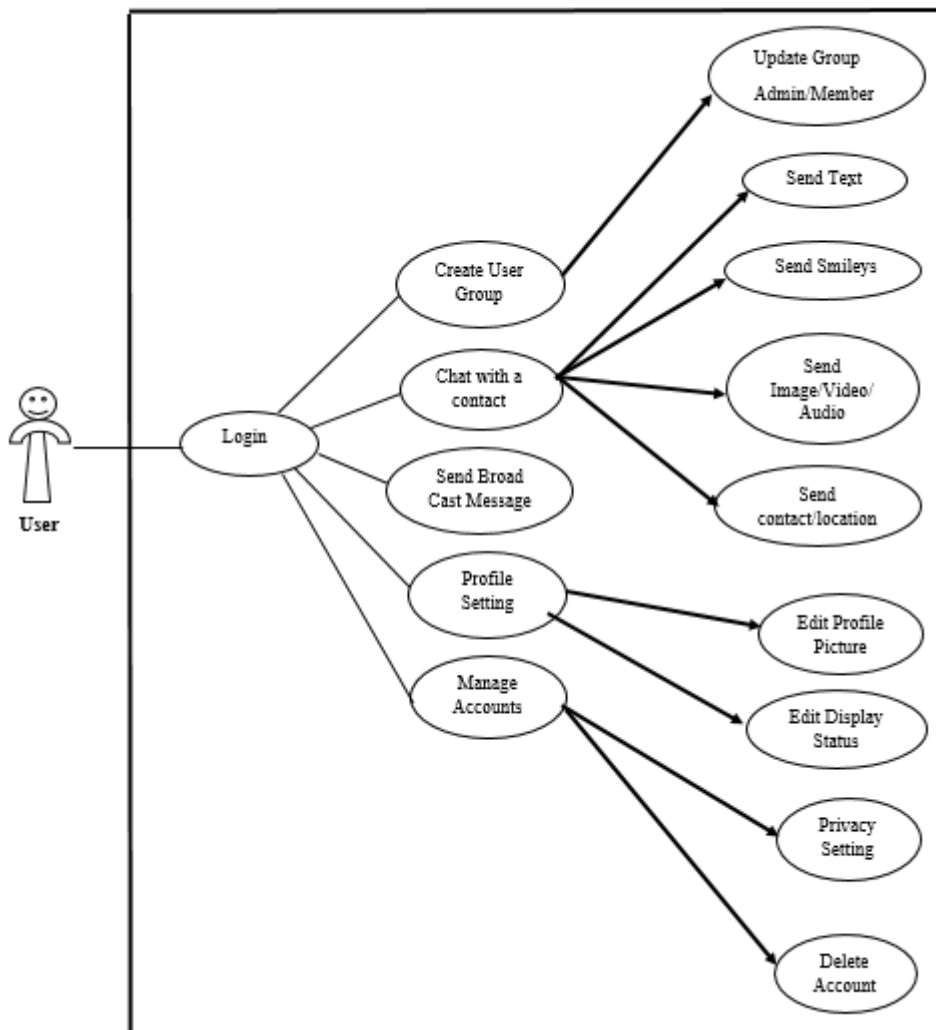 Update Group
Admin/Member
Send Text
Send Smileys
Create User
Group
Send
Image/Video/
Audio
Chat with a
contact
Login
User
Send Broad
Cast Message
Send
contact/location
Profile
Setting
Edit Profile
Picture
Manage
Accounts
Edit Display
Status
Privacy
Setting
Delete
Account